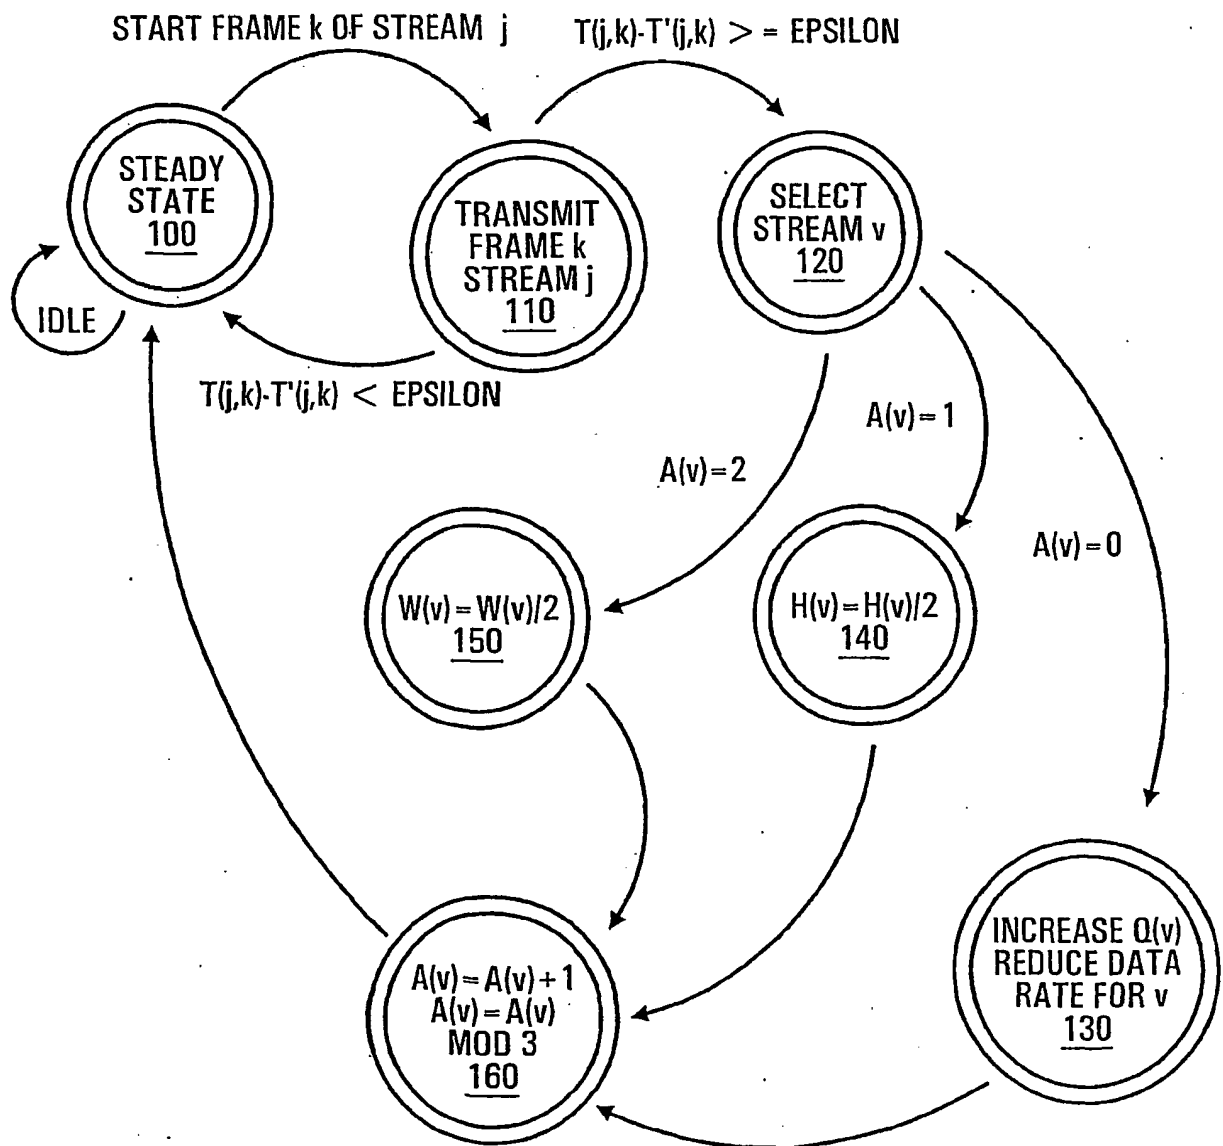 START FRAME k OF STREAM j
T(j,k)-T'(j,k) > = EPSILON
STEADY
STATE
100
TRANSMIT
FRAME k
STREAM j
110
SELECT
STREAM v
120
IDLE
T(j,k)-T'(j,k) < EPSILON
A(v)=1
A(v)=2
A(v)=0
W(v)=W(v)/2
150
H(v)=H(v)/2
140
A(v)=A(v)+1
A(v)=A(v)
MOD 3
160
INCREASE Q(v)
REDUCE DATA
RATE FOR v
130